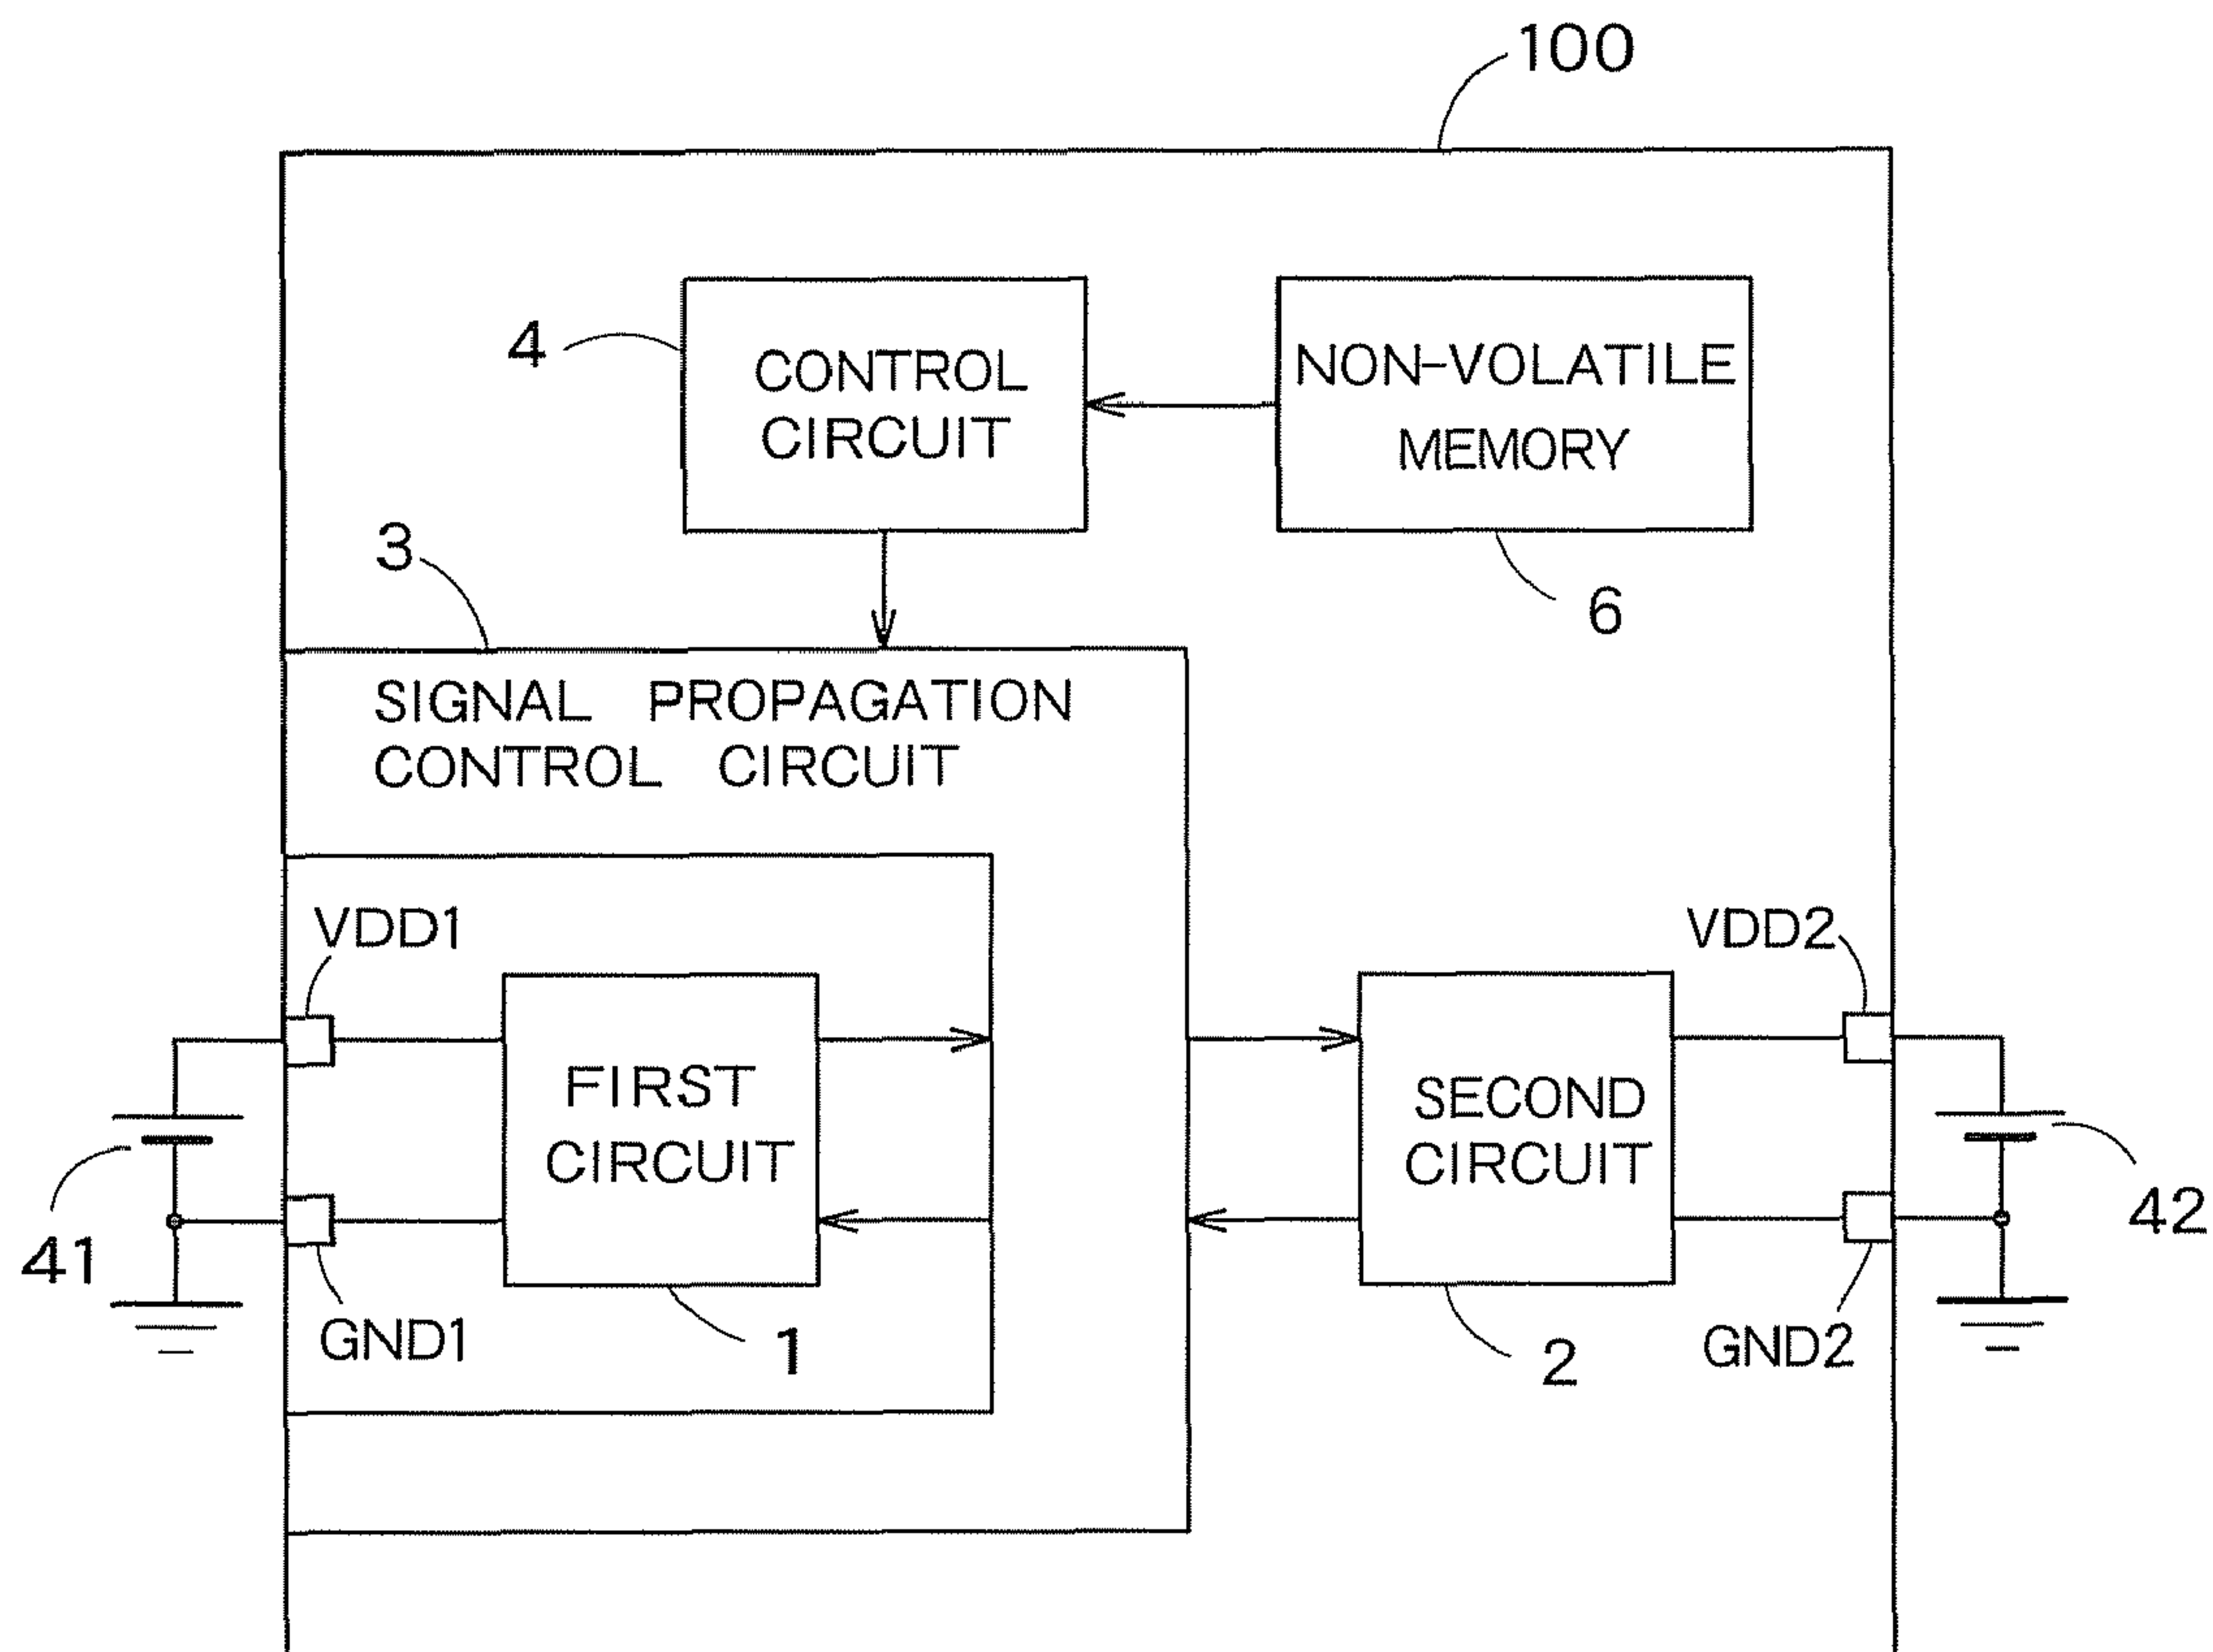 100
4
CONTROL
CIRCUIT
NON-VOLATILE
MEMORY
3
6
SIGNAL PROPAGATION
CONTROL CIRCUIT
VDD1
VDD2
FIRST
CIRCUIT
SECOND
CIRCUIT
41
42
GND1
1
2
GND2